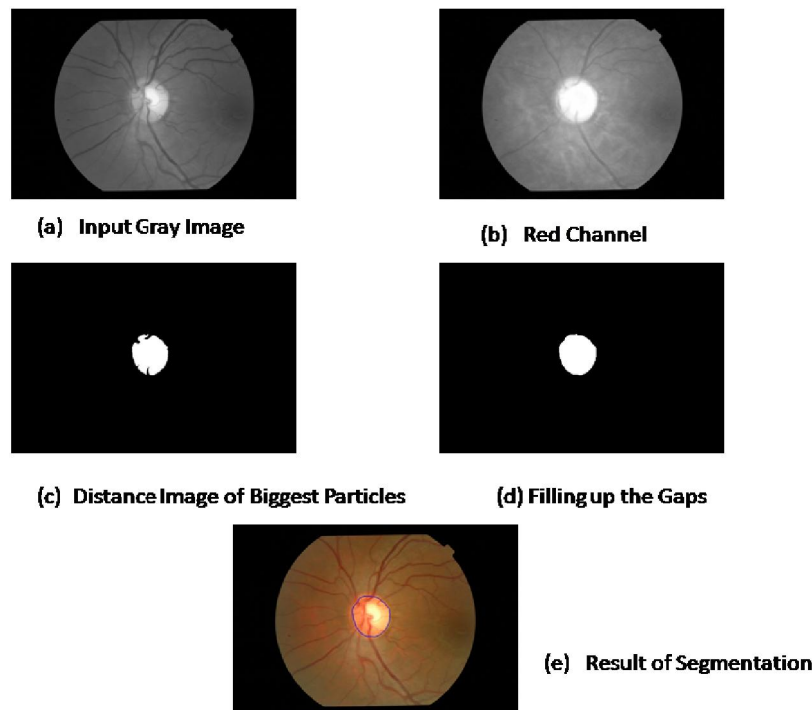 (a) Input Gray Image
(b) Red Channel
(c) Distance Image of Biggest Particles
(d) Filling up the Gaps
(e) Result of Segmentation